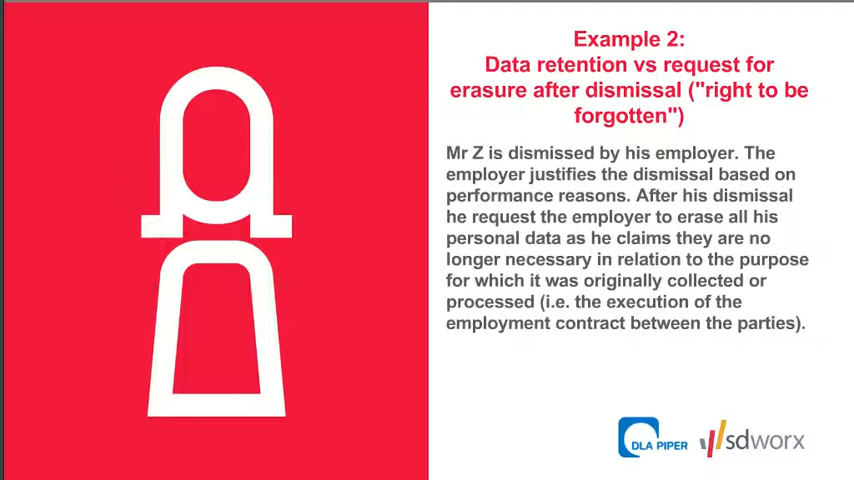 Example 2:
Data retention vs request for
erasure after dismissal ("right to be
forgotten")
Mr Z is dismissed by his employer. The
employer justifies the dismissal based on
performance reasons. After his dismissal
he request the employer to erase all his
personal data as he claims they are no
longer necessary in relation to the purpose
for which it was originally collected or
processed (i.e. the execution of the
employment contract between the parties).
DLA PIPER
sdworx